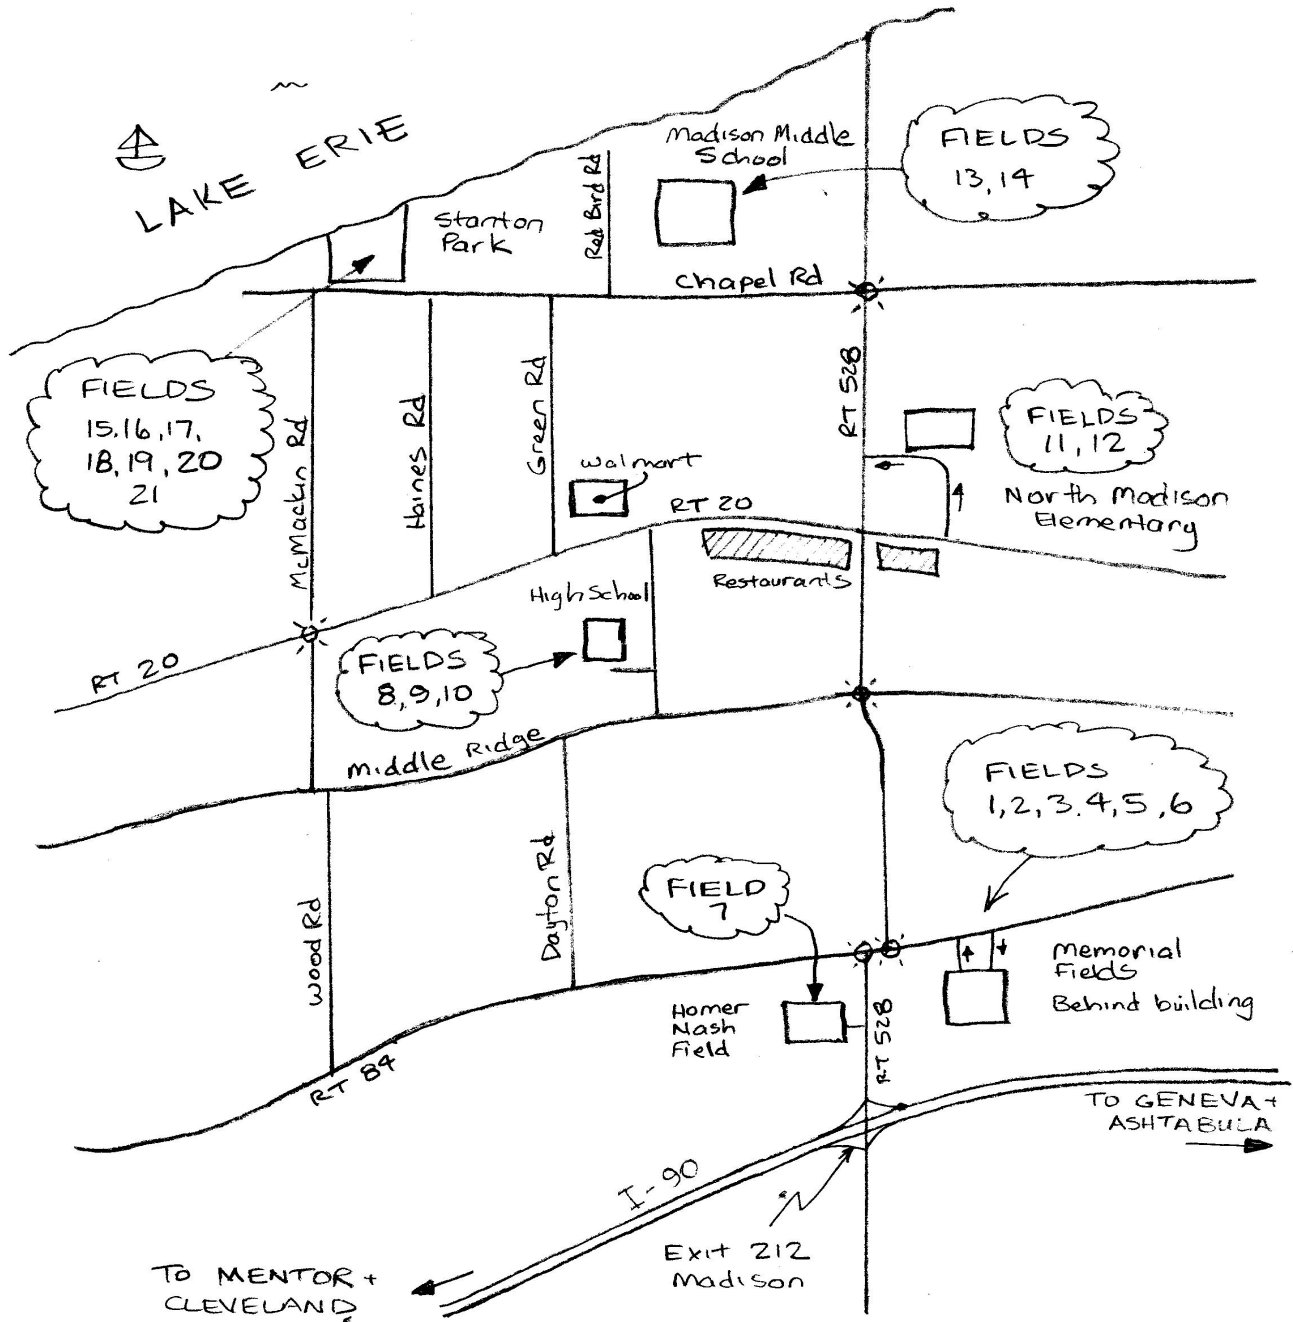 LAKE ERIE
Madison Middle
School
FIELDS
13, 14
Red Bird Rd
Stanton
Park
Chapel Rd
FIELDS
15, 16, 17,
18, 19, 20
21
McMackin Rd
Haines Rd
Green Rd
RT 528
FIELDS
11, 12
Walmart
RT 20
North Madison
Elementary
Restaurants
High School
RT 20
FIELDS
8, 9, 10
Middle Ridge
FIELDS
1, 2, 3. 4, 5, 6
Wood Rd
Dayton Rd
FIELD
7
Memorial
Fields
Behind building
Homer
Nash
Field
RT 528
RT 84
TO GENEVA +
ASHTABULA
I-90
Exit 212
Madison
TO MENTOR +
CLEVELAND